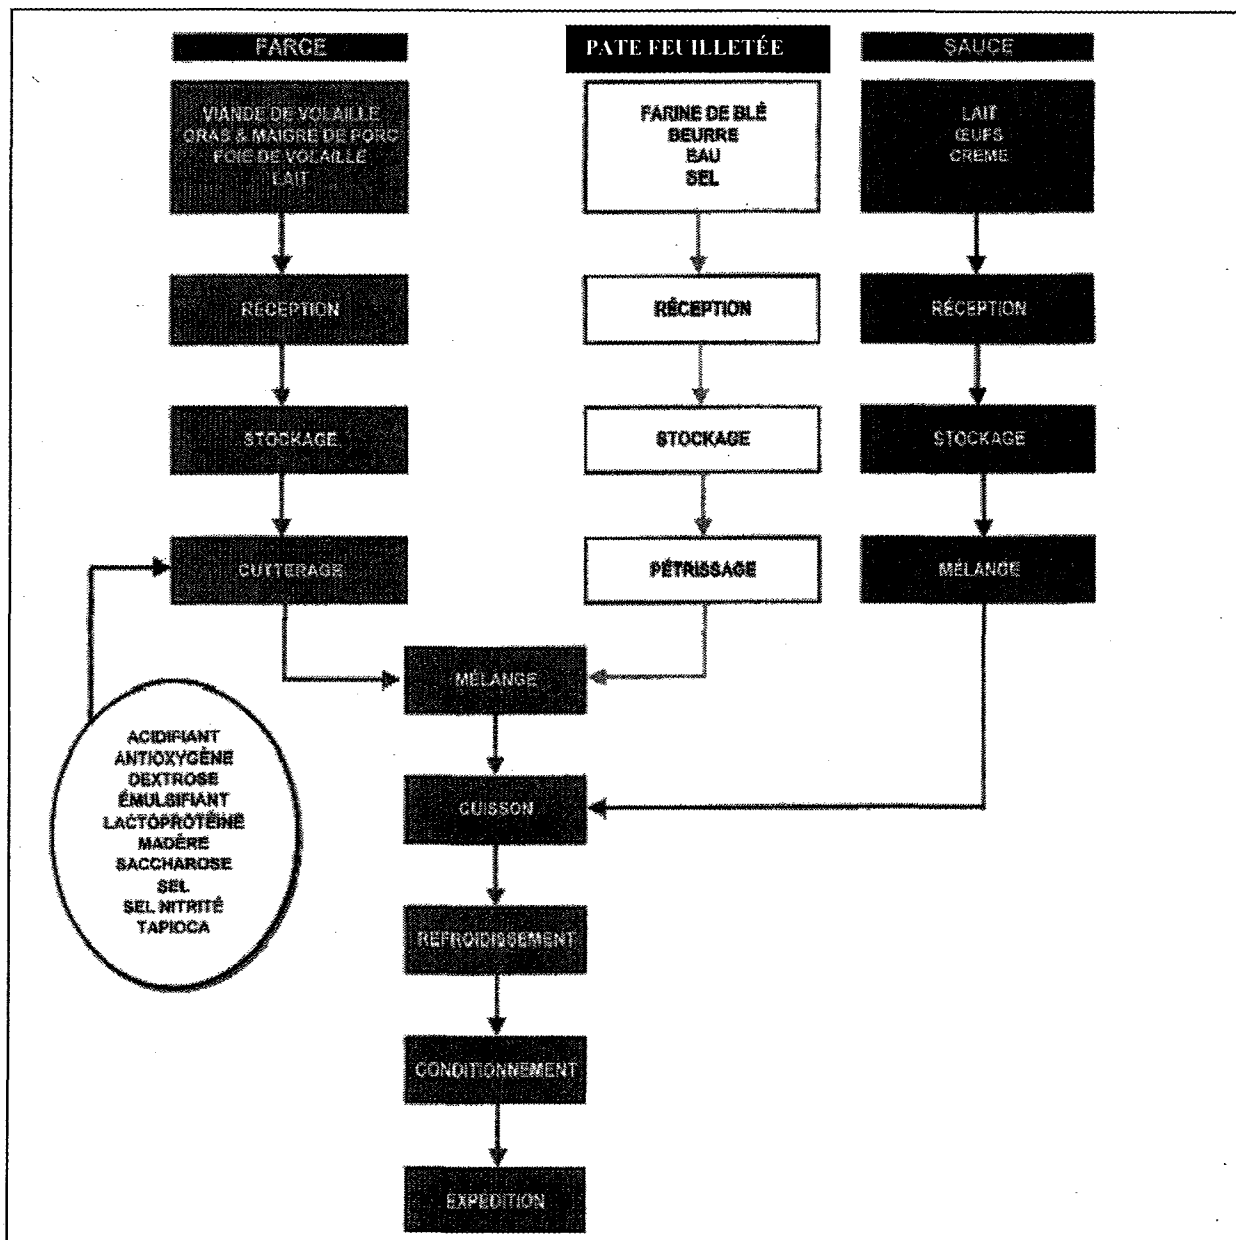 FARCE
VIANDE DE VOLAILLE
GRAS & MAIGRE DE PORC
FOIE DE VOLAILLE
LAIT
RÉCEPTION
STOCKAGE
CUTTERAGE
ACIDIFIANT
ANTIOXYGÈNE
DEXTROSE
ÉMULSIFIANT
LACTOPROTÉINE
MADÈRE
SACCHAROSE
SEL
SEL NITRITÉ
TAPIOCA
PATE FEUILLETÉE
FARINE DE BLÉ
BEURRE
EAU
SEL
RÉCEPTION
STOCKAGE
PÉTRISSAGE
SAUCE
LAIT
ŒUFS
CREME
RÉCEPTION
STOCKAGE
MÉLANGE
MÉLANGE
CUISSON
REFROIDISSEMENT
CONDITIONNEMENT
EXPÉDITION